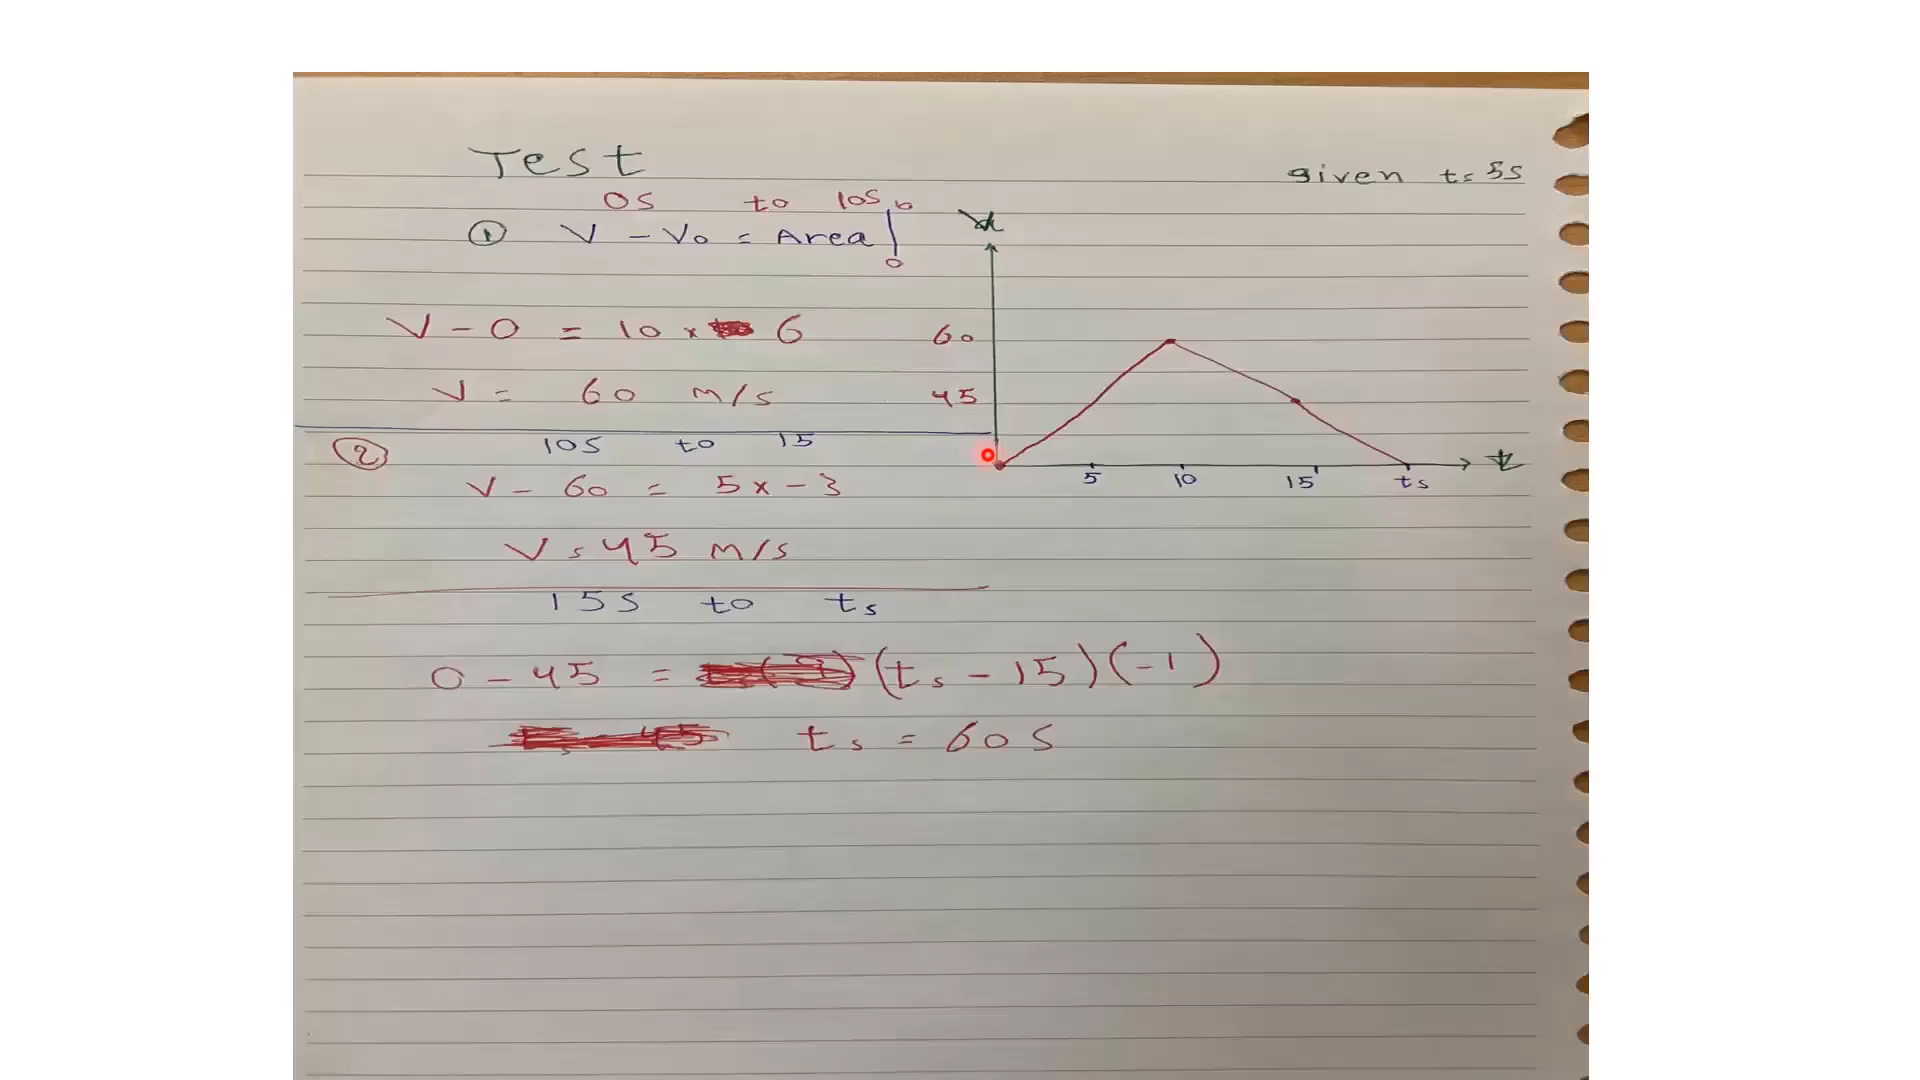 Test
given t = 5s
0s to 10s
① V - V₀ = Area
0
V - 0 = 10 × 6
V = 60 m/s
60
45
5 10 15 ts
t
② 10s to 15
V - 60 = 5 x - 3
V = 45 m/s
15s to ts
0 - 45 = (ts - 15)(-1)
ts = 60s